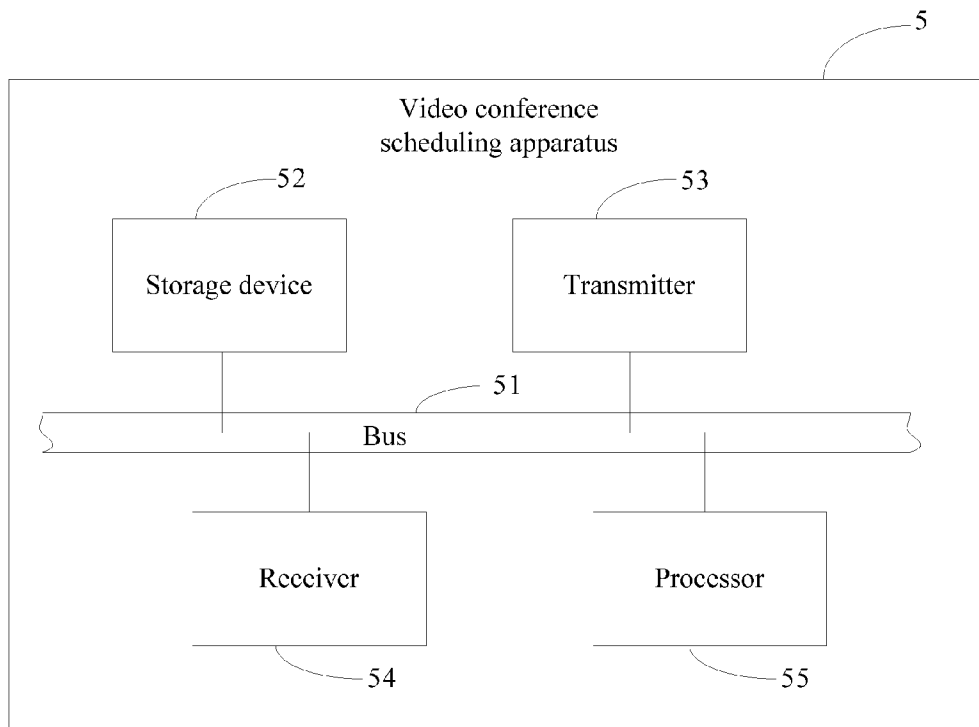 5
Video conference
scheduling apparatus
52
53
Storage device
Transmitter
51
Bus
Receiver
Processor
54
55